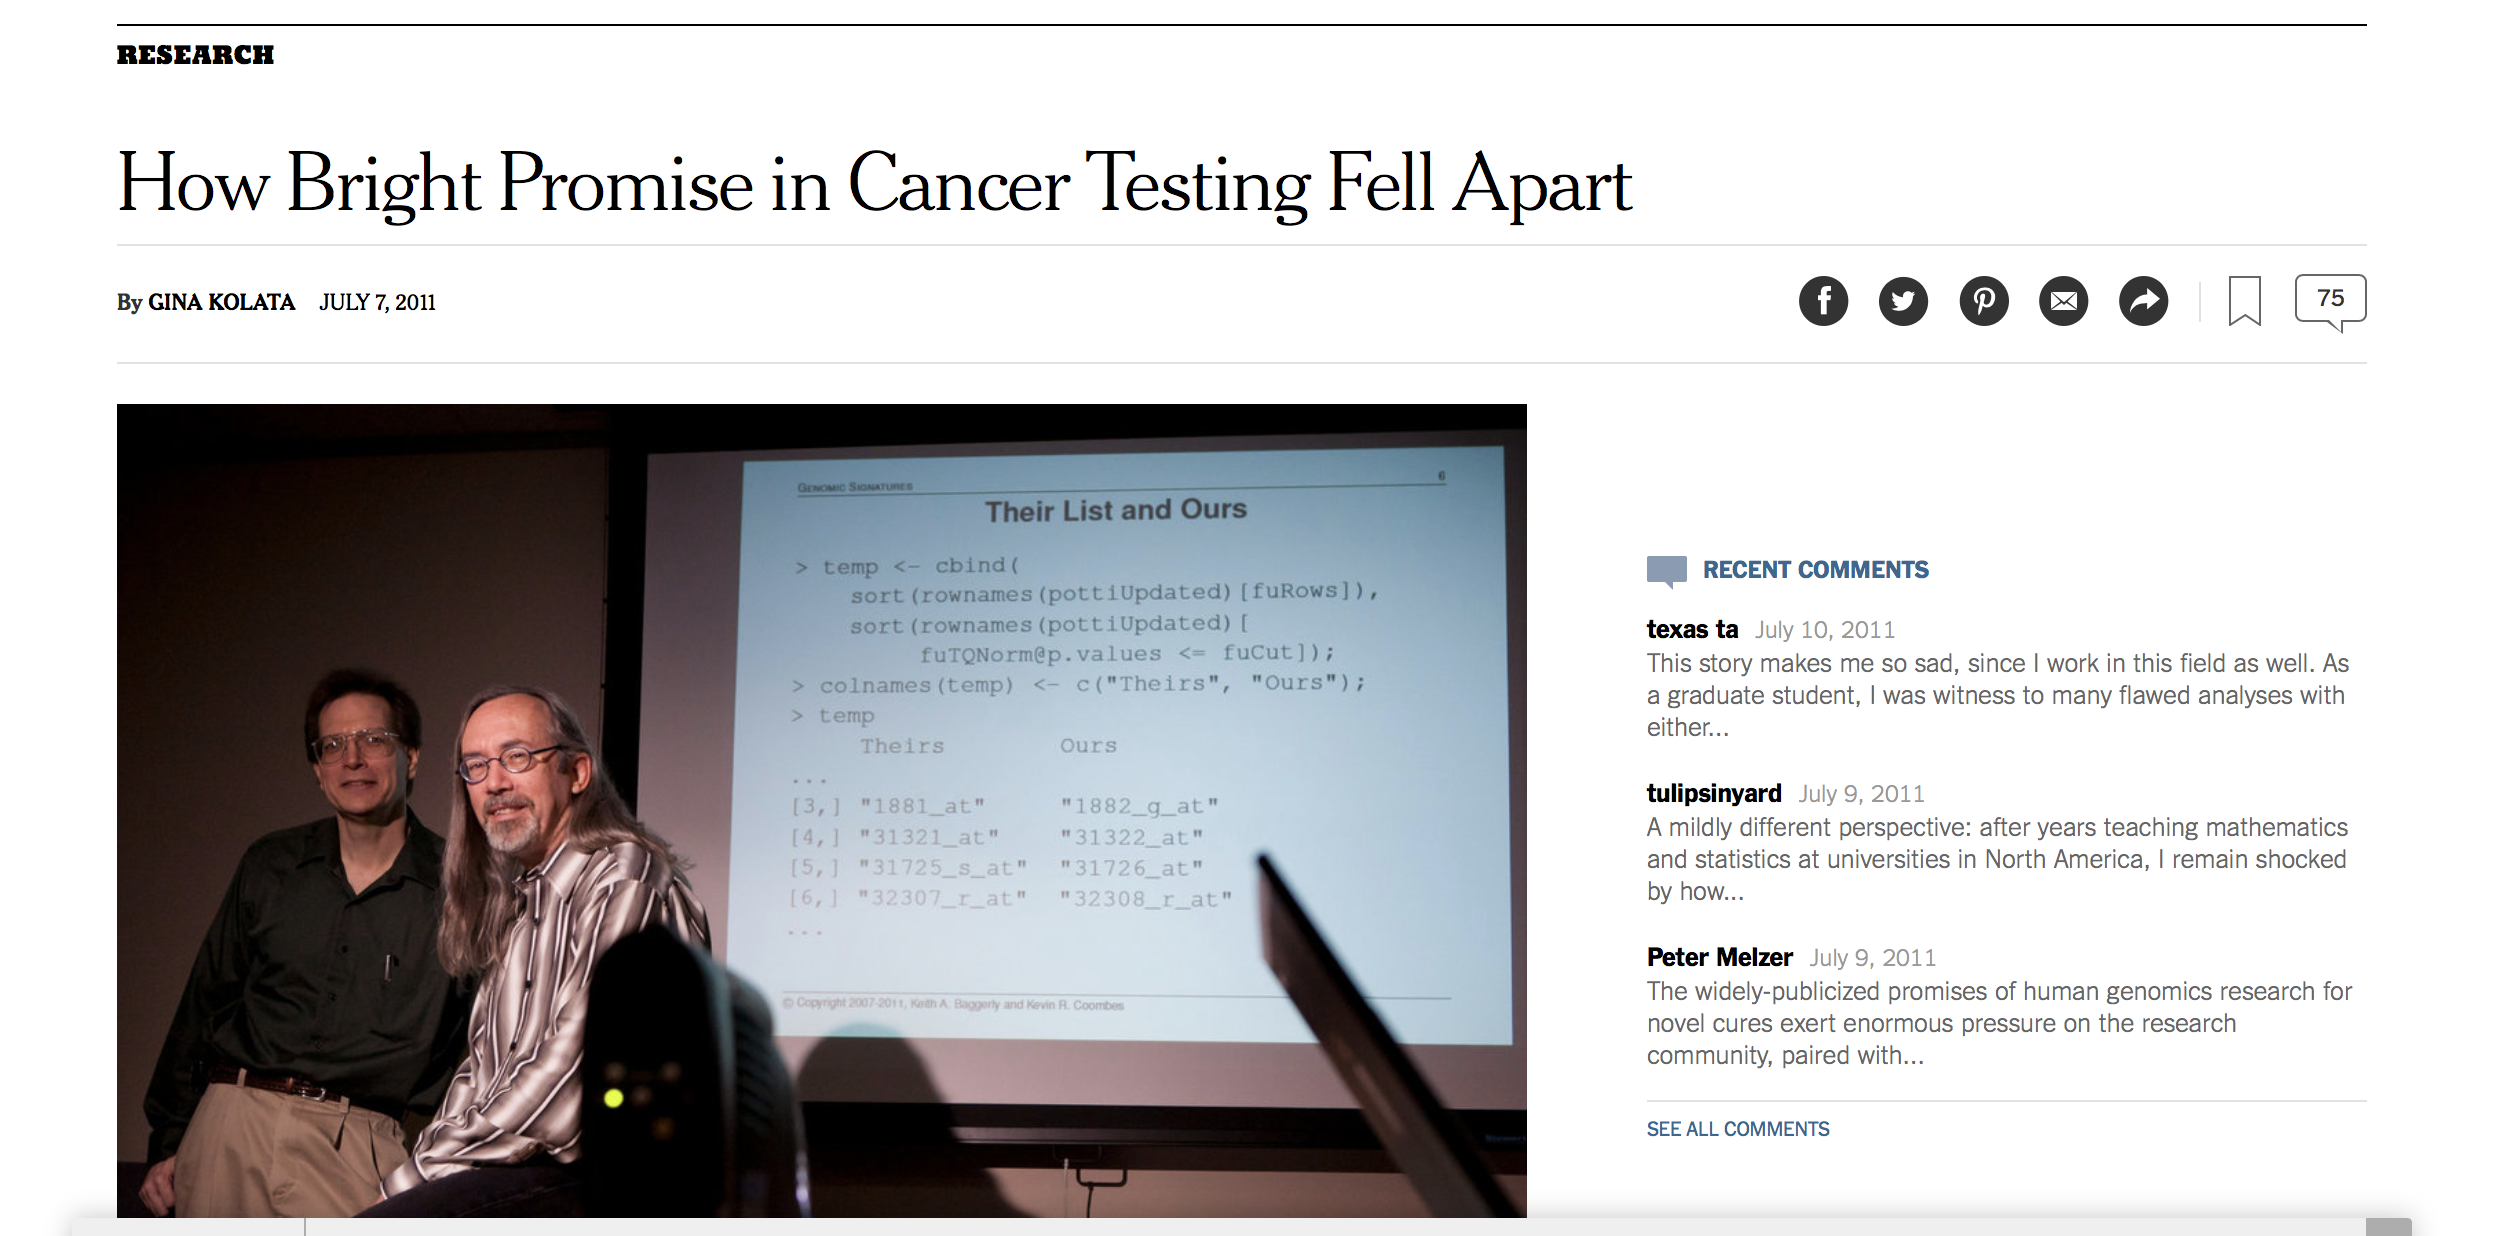 RESEARCH
How Bright Promise in Cancer Testing Fell Apart
By GINA KOLATA JULY 7, 2011
75
GENOMIC SIGNATURES 6
Their List and Ours
> temp <- cbind(
sort(rownames(pottiUpdated)[fuRows]),
sort(rownames(pottiUpdated)[
fuTQNorm@p.values <= fuCut]);
> colnames(temp) <- c("Theirs", "Ours");
> temp
Theirs Ours
...
[3,] "1881_at" "1882_g_at"
[4,] "31321_at" "31322_at"
[5,] "31725_s_at" "31726_at"
[6,] "32307_r_at" "32308_r_at"
...
© Copyright 2007-2011, Keith A. Baggerly and Kevin R. Coombes
RECENT COMMENTS
texas ta July 10, 2011
This story makes me so sad, since I work in this field as well. As
a graduate student, I was witness to many flawed analyses with
either...
tulipsinyard July 9, 2011
A mildly different perspective: after years teaching mathematics
and statistics at universities in North America, I remain shocked
by how...
Peter Melzer July 9, 2011
The widely-publicized promises of human genomics research for
novel cures exert enormous pressure on the research
community, paired with...
SEE ALL COMMENTS